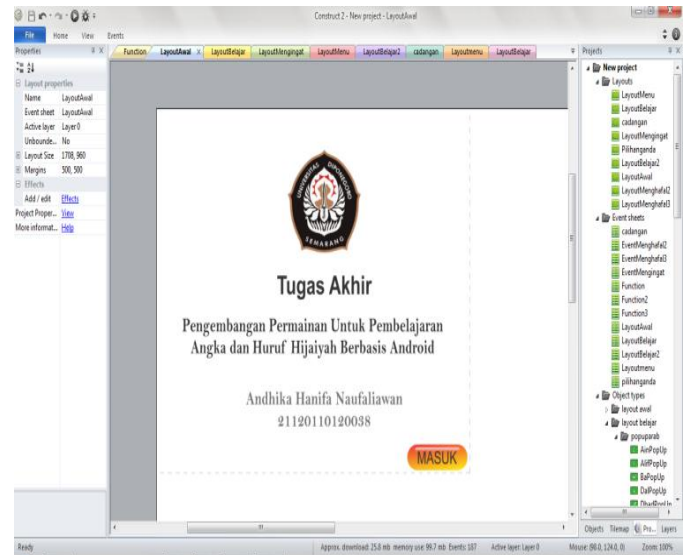 Construct 2 - New project - LayoutAwal
File Home View Events
Properties
Layout properties
Name LayoutAwal
Event sheet LayoutAwal
Active layer Layer 0
Unbounde... No
Layout Size 1708, 960
Margins 500, 500
Effects
Add / edit Effects
Project Proper... View
More informat... Help
Function LayoutAwal x LayoutBelajar LayoutMengingat LayoutMenu LayoutBelajar2 cadangan Layoutmenu LayoutBelajar
UNIVERSITAS DIPONEGORO
SEMARANG
Tugas Akhir
Pengembangan Permainan Untuk Pembelajaran
Angka dan Huruf Hijaiyah Berbasis Android
Andhika Hanifa Naufaliawan
21120110120038
MASUK
Projects
New project
Layouts
LayoutMenu
LayoutBelajar
cadangan
LayoutMengingat
Pilihanganda
LayoutBelajar2
LayoutAwal
LayoutMenghafal2
LayoutMenghafal3
Event sheets
cadangan
EventMenghafal2
EventMenghafal3
EventMengingat
Function
Function2
Function3
LayoutAwal
LayoutBelajar
LayoutBelajar2
Layoutmenu
pilihanganda
Object types
layout awal
layout belajar
popuparab
AinPopUp
AlifPopUp
BaPopUp
DalPopUp
DhadPopUp
Objects Tilemap Pro... Layers
Ready Approx. download: 25.8 mb memory use: 99.7 mb Events: 187 Active layer: Layer 0 Mouse: (98.0, 124.0, 0) Zoom: 100%